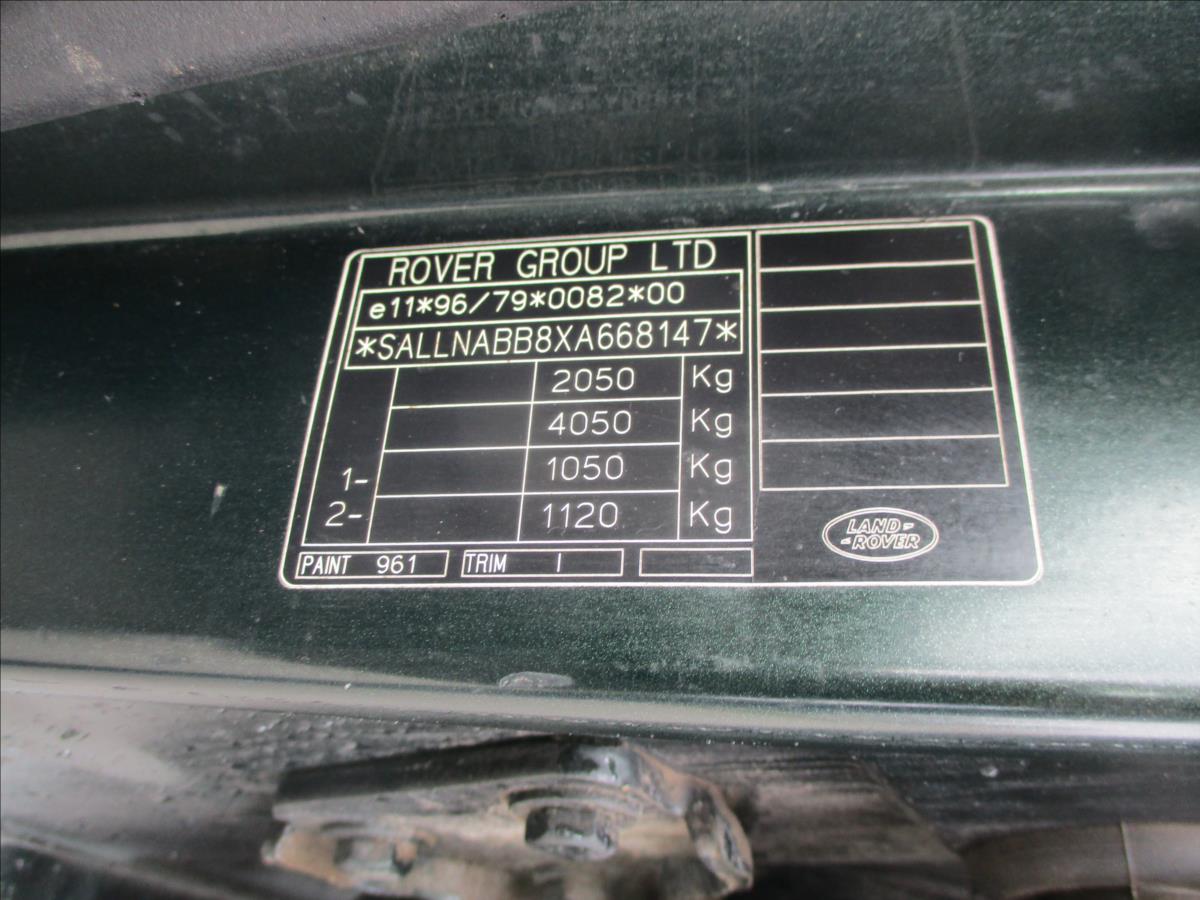 ROVER GROUP LTD
e11*96/79*0082*00
*SALLNABB8XA668147*
2050 Kg
4050 Kg
1- 1050 Kg
2- 1120 Kg
PAINT 961 TRIM I
LAND-
-ROVER